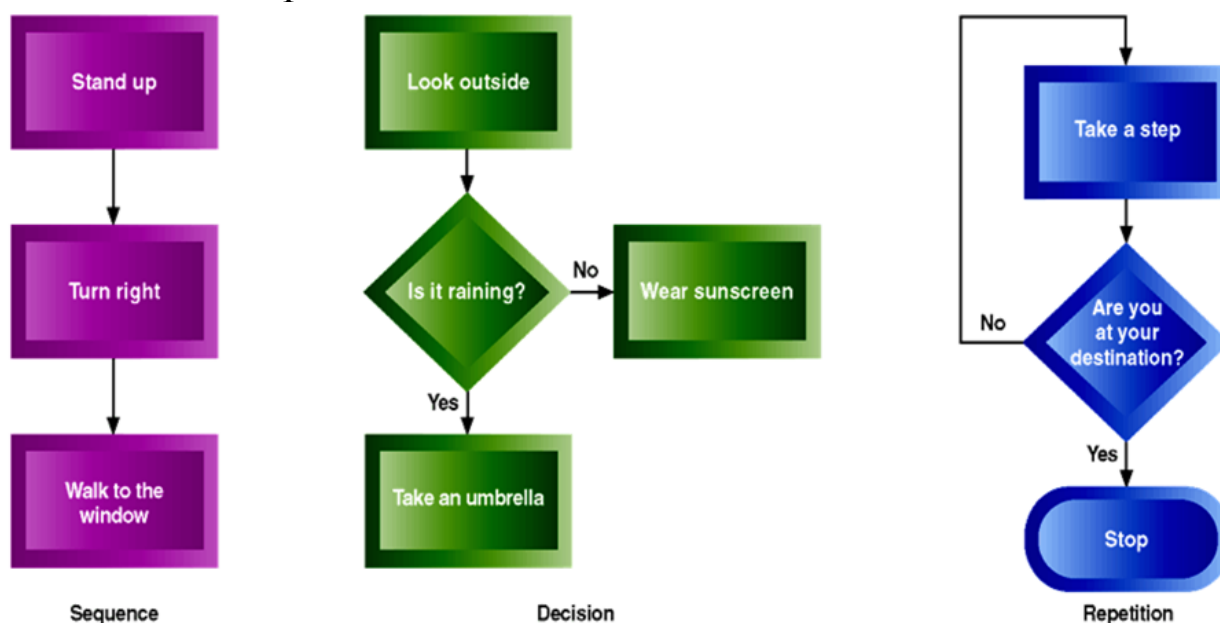 Stand up
Turn right
Walk to the
window
Sequence
Look outside
Is it raining?
No
Wear sunscreen
Yes
Take an umbrella
Decision
Take a step
Are you
at your
destination?
No
Yes
Stop
Repetition